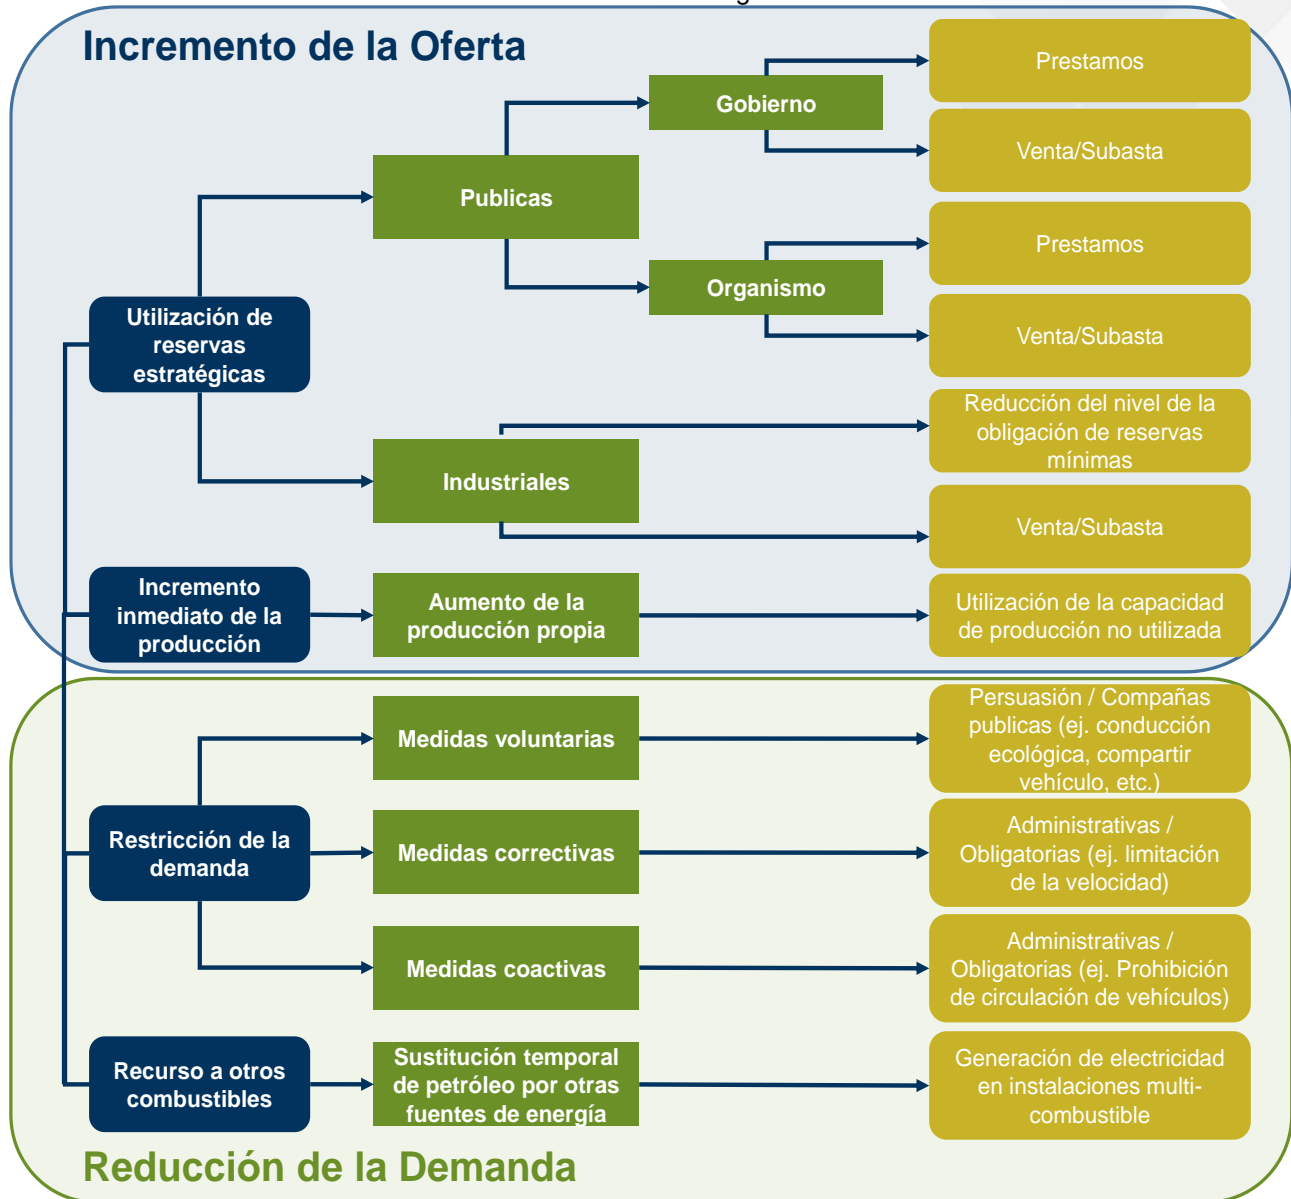 Incremento de la Oferta
Prestamos
Gobierno
Venta/Subasta
Publicas
Prestamos
Organismo
Venta/Subasta
Utilización de
reservas
estratégicas
Reducción del nivel de la
obligación de reservas
mínimas
Industriales
Venta/Subasta
Incremento
inmediato de la
producción
Aumento de la
producción propia
Utilización de la capacidad
de producción no utilizada
Medidas voluntarias
Persuasión / Compañas
publicas (ej. conducción
ecológica, compartir
vehículo, etc.)
Restricción de la
demanda
Medidas correctivas
Administrativas /
Obligatorias (ej. limitación
de la velocidad)
Medidas coactivas
Administrativas /
Obligatorias (ej. Prohibición
de circulación de vehículos)
Recurso a otros
combustibles
Sustitución temporal
de petróleo por otras
fuentes de energía
Generación de electricidad
en instalaciones multi-
combustible
Reducción de la Demanda